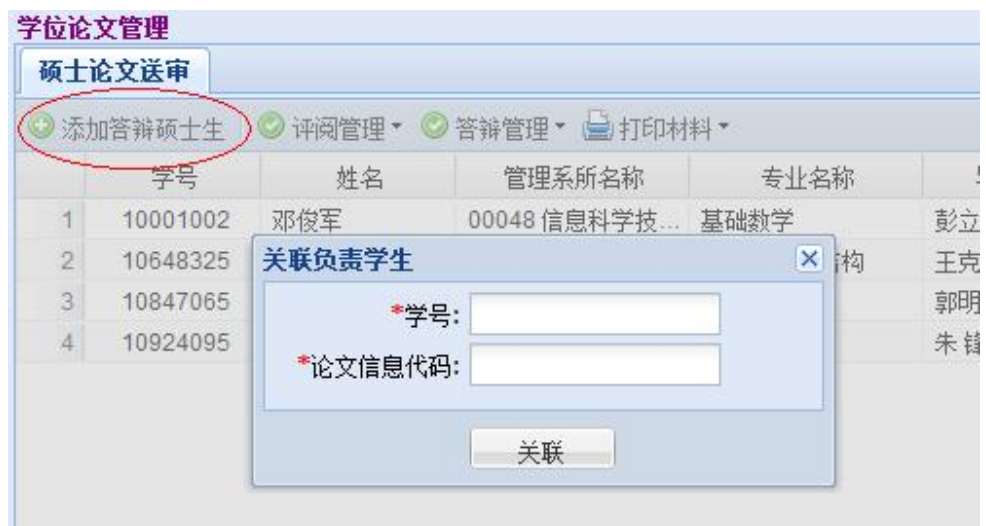 学位论文管理
硕士论文送审
添加答辩硕士生 评阅管理 答辩管理 打印材料
学号 姓名 管理系所名称 专业名称
1 10001002 邓俊军 00048 信息科学技... 基础数学 彭立
2 10648325 结构 王克
3 10847065 郭明
4 10924095 朱 锋
关联负责学生
*学号:
*论文信息代码:
关联